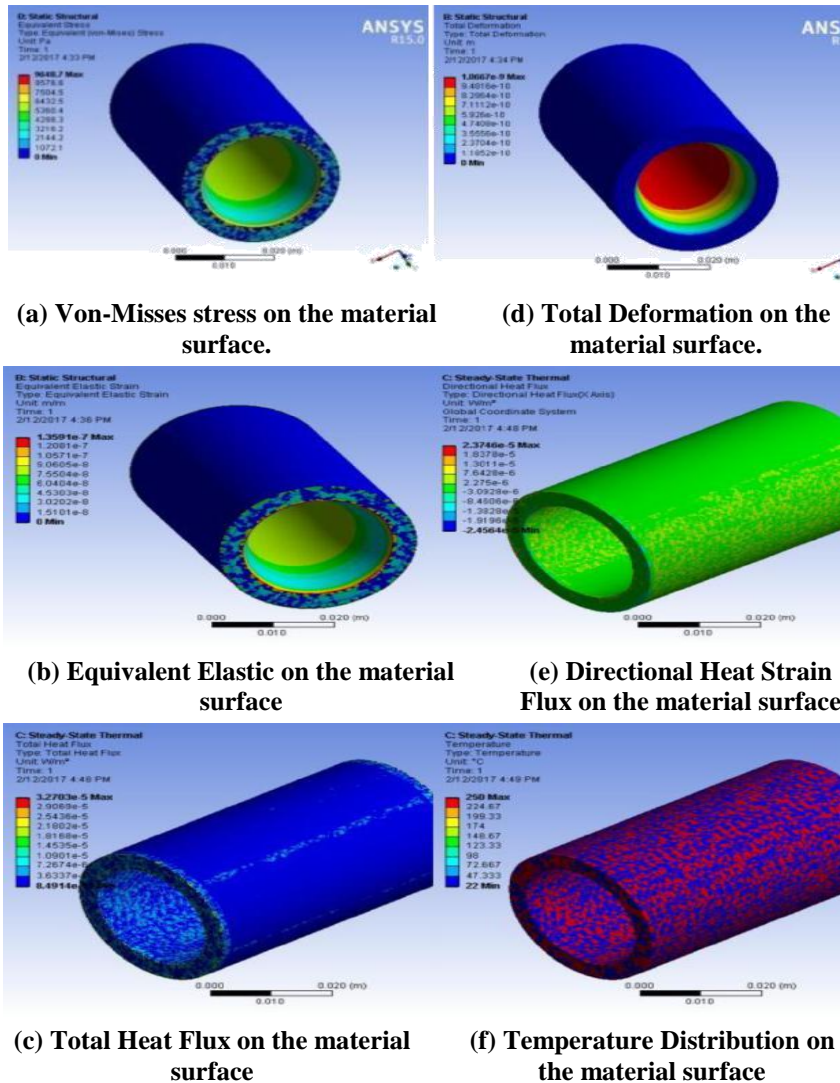 B: Static Structural
Equivalent Stress
Type: Equivalent (von-Mises) Stress
Unit: Pa
Time: 1
2/12/2017 4:33 PM
9648.7 Max
8576.6
7504.5
6432.5
5360.4
4288.3
3216.2
2144.2
1072.1
0 Min
ANSYS
R15.0
0.000
0.020 (m)
0.010
B: Static Structural
Total Deformation
Type: Total Deformation
Unit: m
Time: 1
2/12/2017 4:34 PM
1.0667e-9 Max
9.4816e-10
8.2964e-10
7.1112e-10
5.926e-10
4.7408e-10
3.5556e-10
2.3704e-10
1.1852e-10
0 Min
ANS
R
0.000
0.020 (m)
0.010
(a) Von-Misses stress on the material
surface.
(d) Total Deformation on the
material surface.
B: Static Structural
Equivalent Elastic Strain
Type: Equivalent Elastic Strain
Unit: m/m
Time: 1
2/12/2017 4:36 PM
1.3591e-7 Max
1.2081e-7
1.0571e-7
9.0605e-8
7.5504e-8
6.0404e-8
4.5303e-8
3.0202e-8
1.5101e-8
0 Min
0.000
0.020 (m)
0.010
C: Steady-State Thermal
Directional Heat Flux
Type: Directional Heat Flux(X Axis)
Unit: W/m²
Global Coordinate System
Time: 1
2/12/2017 4:48 PM
2.3746e-5 Max
1.8378e-5
1.3011e-5
7.6428e-6
2.275e-6
-3.0928e-6
-8.4606e-6
-1.3828e
-1.9196e
-2.4564e Min
0.000
0.020 (m)
0.010
(b) Equivalent Elastic on the material
surface
(e) Directional Heat Strain
Flux on the material surface
C: Steady-State Thermal
Total Heat Flux
Type: Total Heat Flux
Unit: W/m²
Time: 1
2/12/2017 4:48 PM
3.2703e-5 Max
2.9069e-5
2.5436e-5
2.1802e-5
1.8168e-5
1.4535e-5
1.0901e-5
7.2674e-6
3.6337e
8.4914e
0.000
0.020 (m)
0.010
C: Steady-State Thermal
Temperature
Type: Temperature
Unit: °C
Time: 1
2/12/2017 4:49 PM
250 Max
224.67
199.33
174
148.67
123.33
98
72.667
47.333
22 Min
0.000
0.020 (m)
0.010
(c) Total Heat Flux on the material
surface
(f) Temperature Distribution on
the material surface